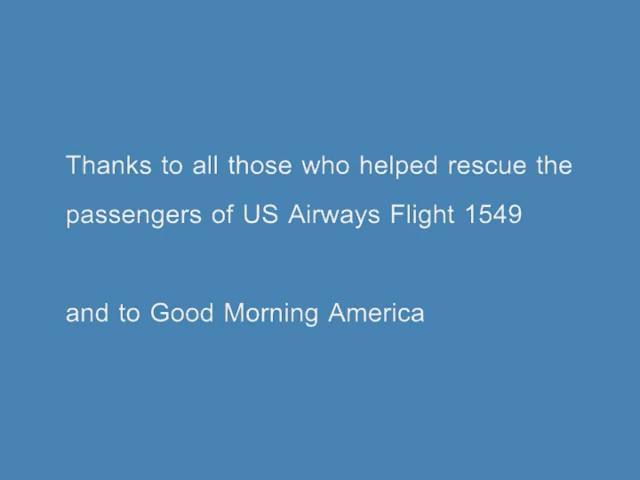 Thanks to all those who helped rescue the
passengers of US Airways Flight 1549
and to Good Morning America